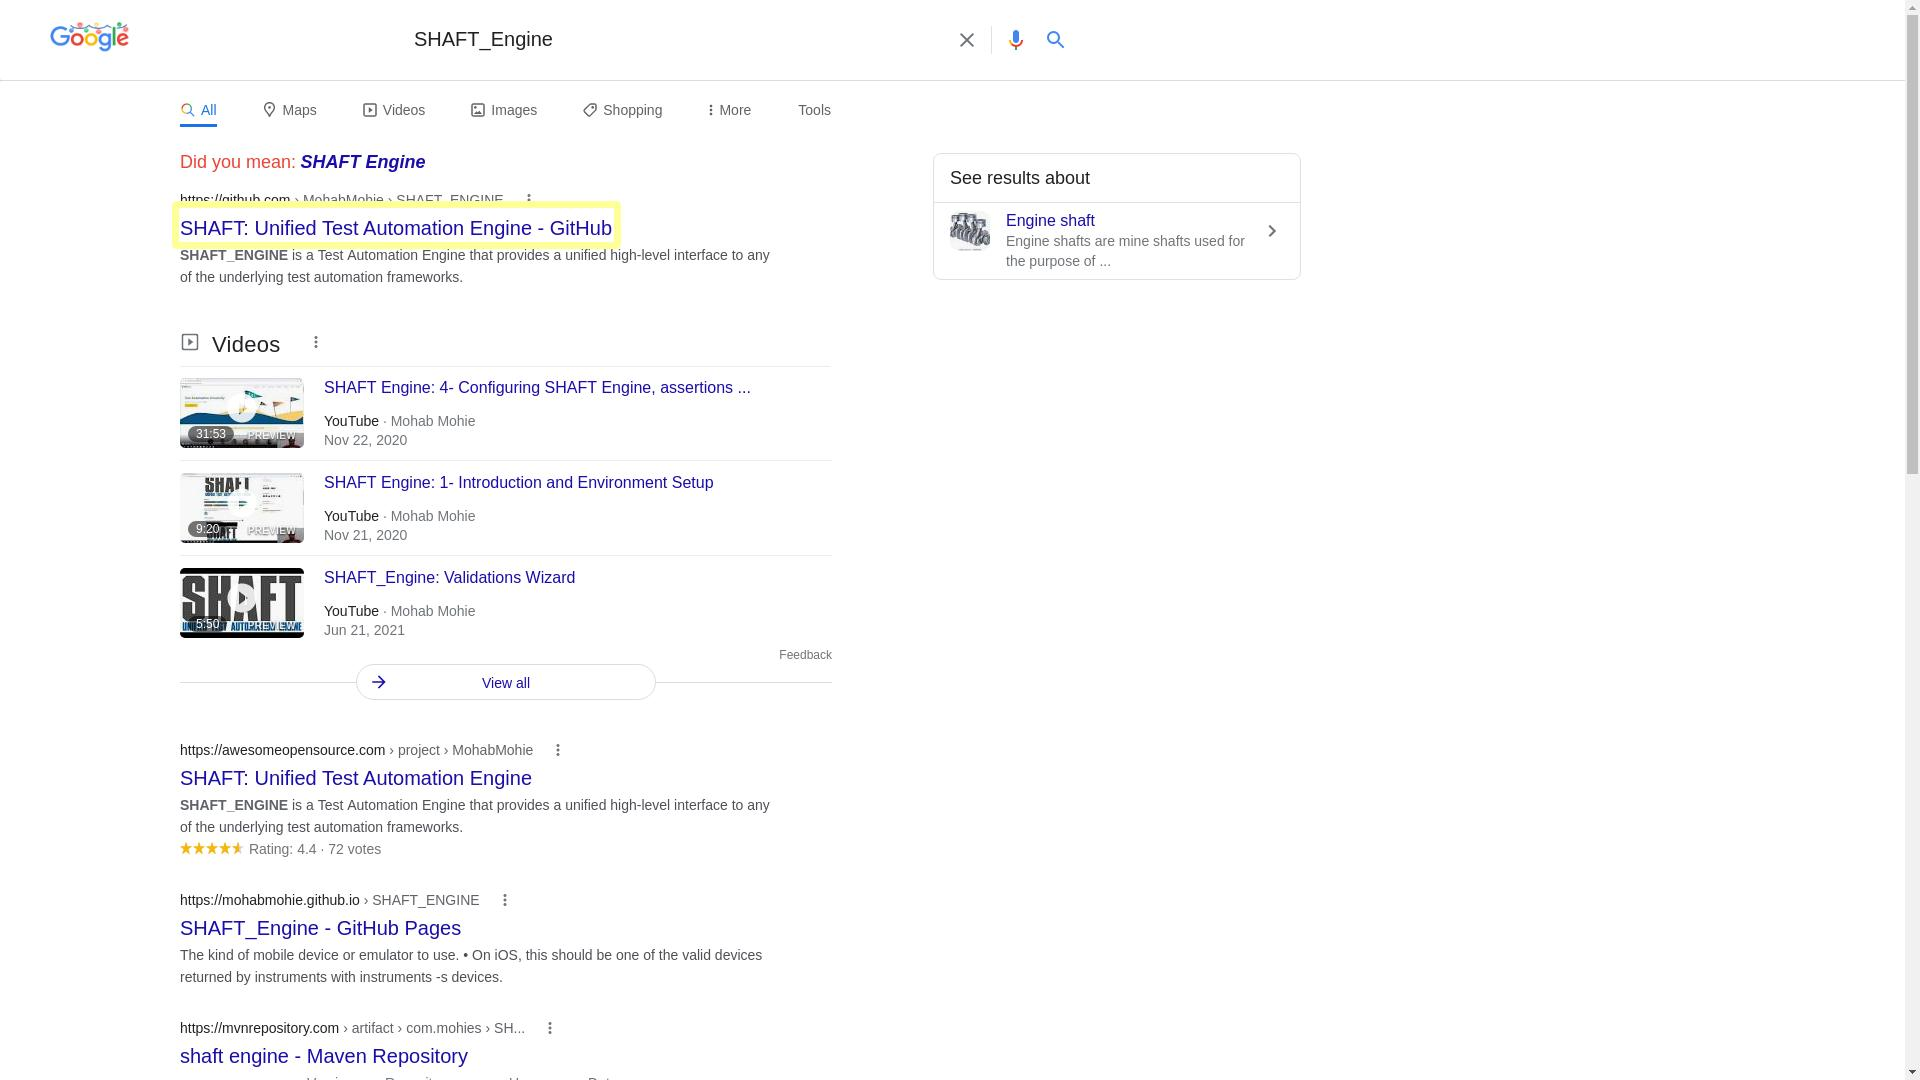 Google
SHAFT_Engine
All
Maps
Videos
Images
Shopping
More
Tools
Did you mean: SHAFT Engine
https://github.com › MohabMohie › SHAFT_ENGINE
SHAFT: Unified Test Automation Engine - GitHub
SHAFT_ENGINE is a Test Automation Engine that provides a unified high-level interface to any
of the underlying test automation frameworks.
See results about
Engine shaft
Engine shafts are mine shafts used for
the purpose of ...
Videos
SHAFT Engine: 4- Configuring SHAFT Engine, assertions ...
YouTube · Mohab Mohie
Nov 22, 2020
31:53
PREVIEW
SHAFT Engine: 1- Introduction and Environment Setup
YouTube · Mohab Mohie
Nov 21, 2020
SHAFT
9:20
PREVIEW
SHAFT_Engine: Validations Wizard
YouTube · Mohab Mohie
Jun 21, 2021
SHAFT
5:50
PREVIEW
Feedback
View all
https://awesomeopensource.com › project › MohabMohie
SHAFT: Unified Test Automation Engine
SHAFT_ENGINE is a Test Automation Engine that provides a unified high-level interface to any
of the underlying test automation frameworks.
Rating: 4.4 · 72 votes
https://mohabmohie.github.io › SHAFT_ENGINE
SHAFT_Engine - GitHub Pages
The kind of mobile device or emulator to use. • On iOS, this should be one of the valid devices
returned by instruments with instruments -s devices.
https://mvnrepository.com › artifact › com.mohies › SH...
shaft engine - Maven Repository